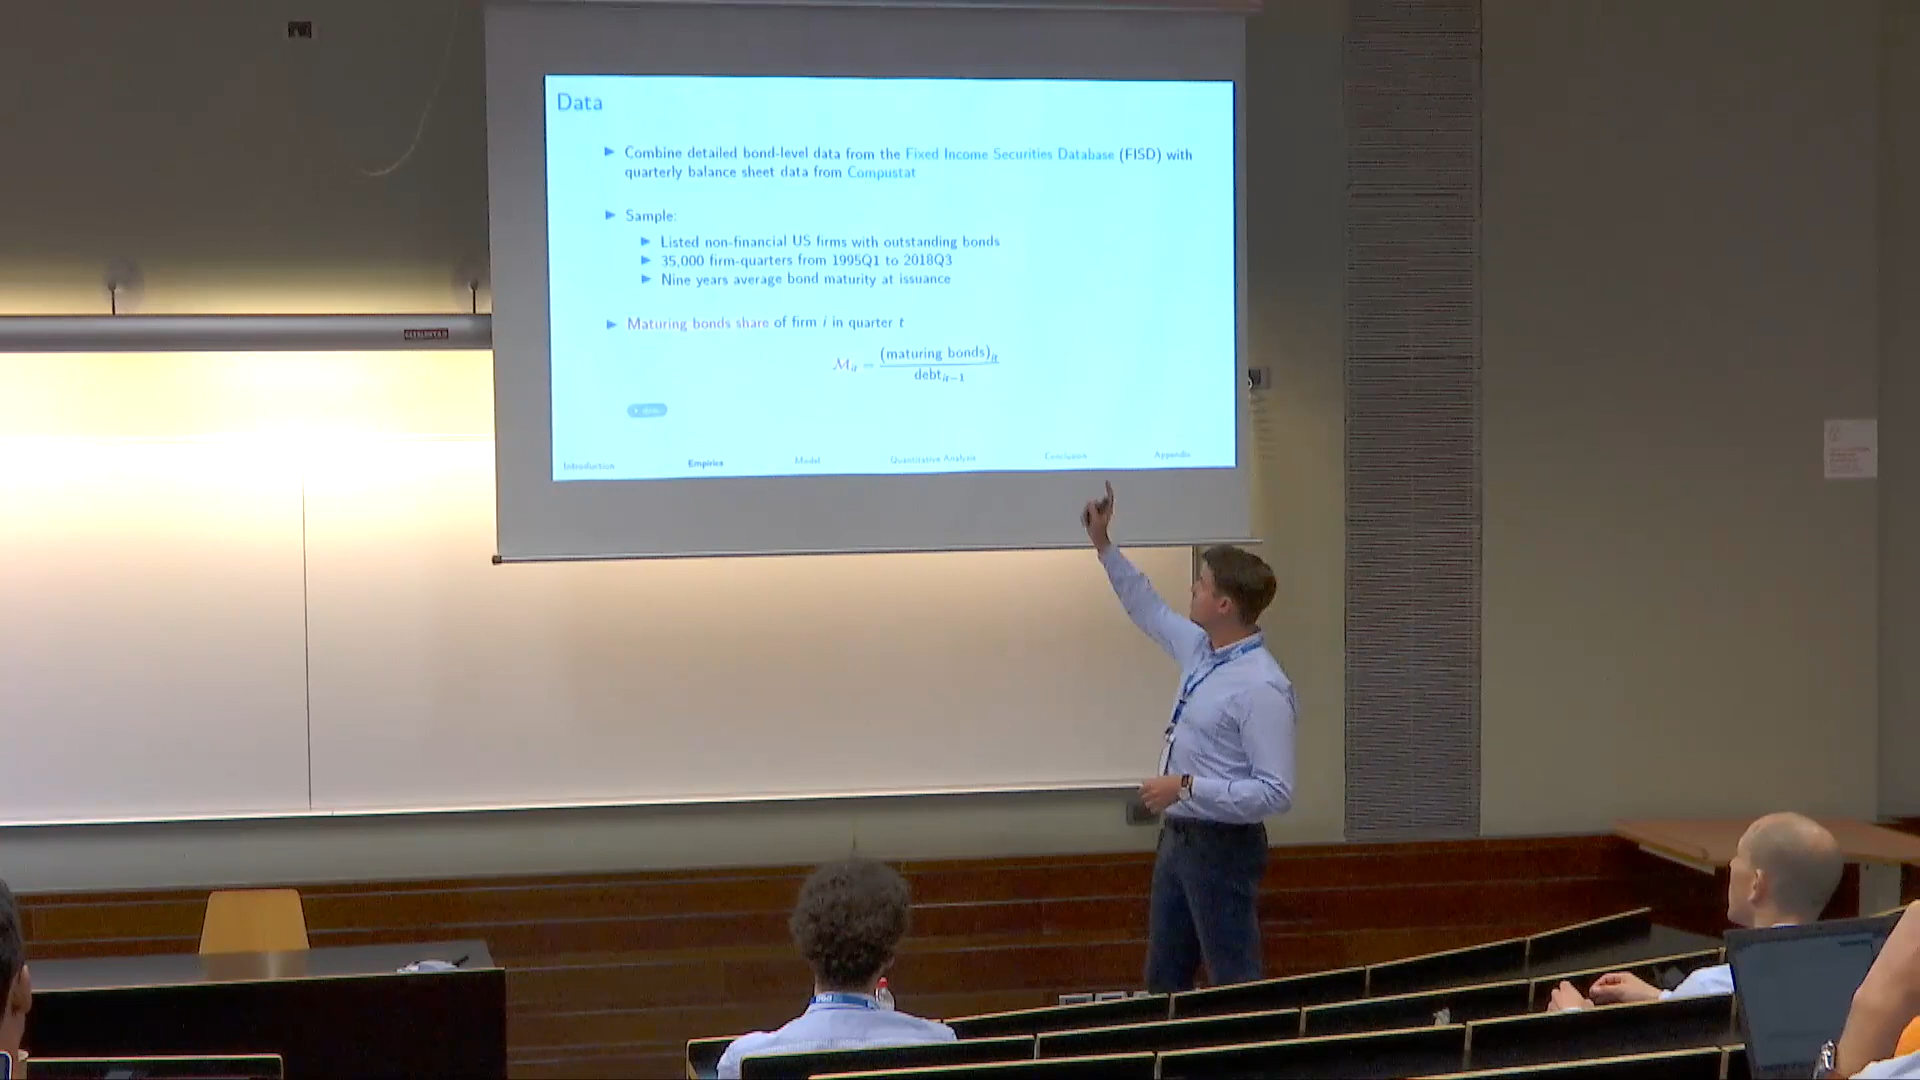 Data
▶ Combine detailed bond-level data from the Fixed Income Securities Database (FISD) with
quarterly balance sheet data from Compustat
▶ Sample:
▶ Listed non-financial US firms with outstanding bonds
▶ 35,000 firm-quarters from 1995Q1 to 2018Q3
▶ Nine years average bond maturity at issuance
▶ Maturing bonds share of firm i in quarter t
ℳ_it = (maturing bonds)_it / debt_it−1
Introduction Empirics Model Quantitative Analysis Conclusion Appendix